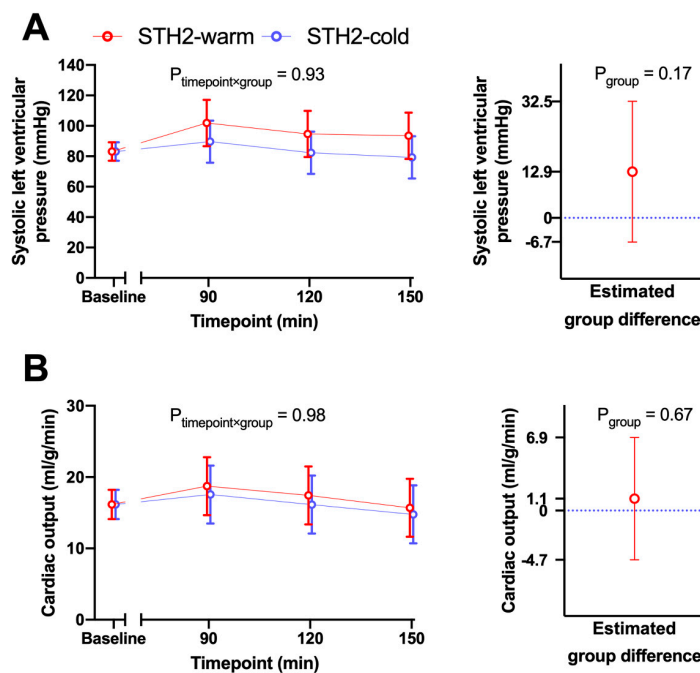 A
STH2-warm STH2-cold
Systolic left ventricular
pressure (mmHg)
140
120
100
80
60
40
20
0
P timepoint×group = 0.93
Baseline 90 120 150
Timepoint (min)
Systolic left ventricular
pressure (mmHg)
P group = 0.17
32.5
12.9
0
-6.7
Estimated
group difference
B
Cardiac output (ml/g/min)
30
20
10
0
P timepoint×group = 0.98
Baseline 90 120 150
Timepoint (min)
Cardiac output (ml/g/min)
P group = 0.67
6.9
1.1
0
-4.7
Estimated
group difference